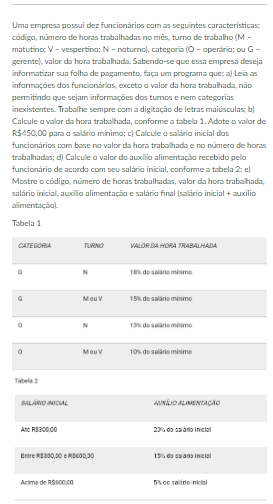 Uma empresa possui dez funcionários com as seguintes características:
código, número de horas trabalhadas no mês, turno de trabalho (M –
matutino; V – vespertino; N – noturno), categoria (O – operário; ou G –
gerente), valor da hora trabalhada. Sabendo-se que essa empresa deseja
informatizar sua folha de pagamento, faça um programa que: a) Leia as
informações dos funcionários, exceto o valor da hora trabalhada, não
permitindo que sejam informações dos turnos e nem categorias
inexistentes. Trabalhe sempre com a digitação de letras maiúsculas; b)
Calcule o valor da hora trabalhada, conforme a tabela 1. Adote o valor de
R$450,00 para o salário mínimo; c) Calcule o salário inicial dos
funcionários com base no valor da hora trabalhada e no número de horas
trabalhadas; d) Calcule o valor do auxílio alimentação recebido pelo
funcionário de acordo com seu salário inicial, conforme a tabela 2; e)
Mostre o código, número de horas trabalhadas, valor da hora trabalhada,
salário inicial, auxílio alimentação e salário final (salário inicial + auxílio
alimentação).
Tabela 1
CATEGORIA TURNO VALOR DA HORA TRABALHADA
G N 18% do salário mínimo
G M ou V 15% do salário mínimo
O N 13% do salário mínimo
O M ou V 10% do salário mínimo
Tabela 2
SALÁRIO INICIAL AUXÍLIO ALIMENTAÇÃO
Até R$300,00 20% do salário inicial
Entre R$300,00 e R$600,00 15% do salário inicial
Acima de R$600,00 5% do salário inicial